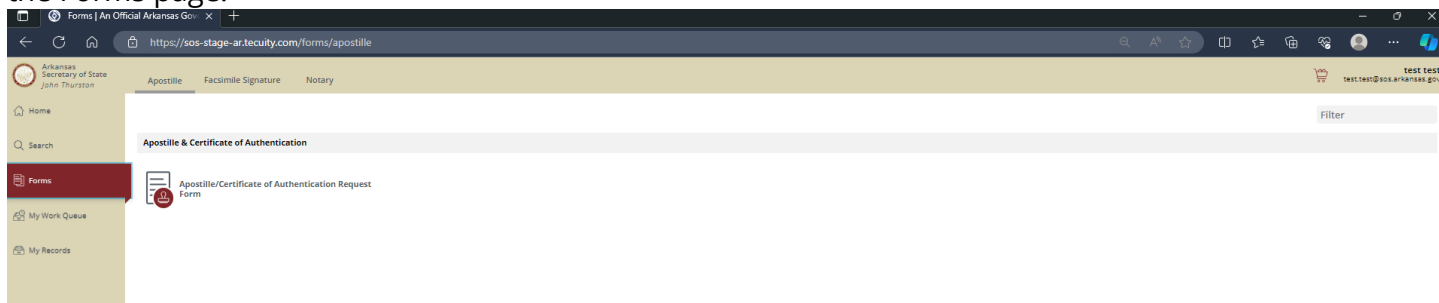 the Forms page.
Forms | An Official Arkansas Gov
https://sos-stage-ar.tecuity.com/forms/apostille
Arkansas
Secretary of State
John Thurston
Apostille Facsimile Signature Notary
test test
test.test@sos.arkansas.gov
Home
Filter
Search
Apostille & Certificate of Authentication
Forms
Apostille/Certificate of Authentication Request
Form
My Work Queue
My Records